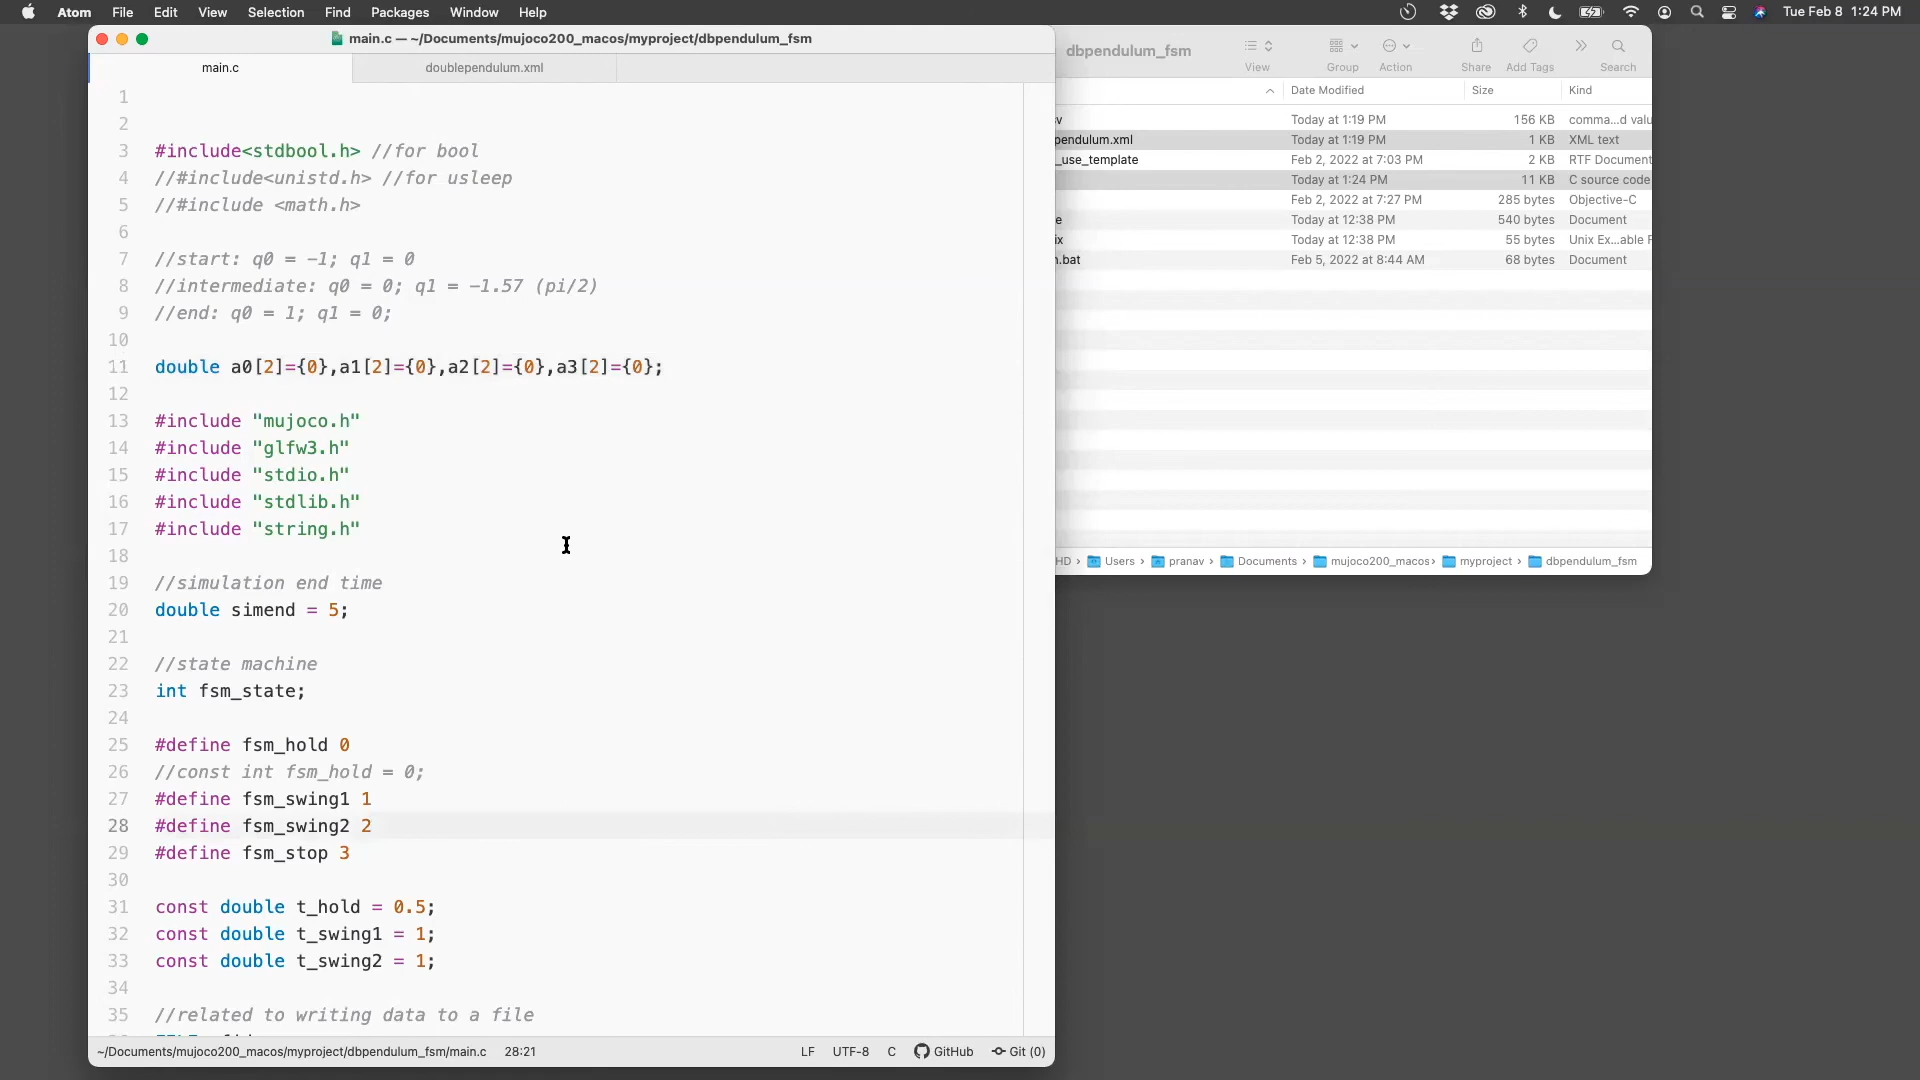 Atom File Edit View Selection Find Packages Window Help Tue Feb 8 1:24 PM
main.c — ~/Documents/mujoco200_macos/myproject/dbpendulum_fsm
main.c doublependulum.xml
1
2
3 #include<stdbool.h> //for bool
4 //#include<unistd.h> //for usleep
5 //#include <math.h>
6
7 //start: q0 = -1; q1 = 0
8 //intermediate: q0 = 0; q1 = -1.57 (pi/2)
9 //end: q0 = 1; q1 = 0;
10
11 double a0[2]={0},a1[2]={0},a2[2]={0},a3[2]={0};
12
13 #include "mujoco.h"
14 #include "glfw3.h"
15 #include "stdio.h"
16 #include "stdlib.h"
17 #include "string.h"
18
19 //simulation end time
20 double simend = 5;
21
22 //state machine
23 int fsm_state;
24
25 #define fsm_hold 0
26 //const int fsm_hold = 0;
27 #define fsm_swing1 1
28 #define fsm_swing2 2
29 #define fsm_stop 3
30
31 const double t_hold = 0.5;
32 const double t_swing1 = 1;
33 const double t_swing2 = 1;
34
35 //related to writing data to a file
~/Documents/mujoco200_macos/myproject/dbpendulum_fsm/main.c 28:21 LF UTF-8 C GitHub Git (0)
dbpendulum_fsm
View Group Action Share Add Tags Search
Date Modified Size Kind
Today at 1:19 PM 156 KB comma...d valu
pendulum.xml Today at 1:19 PM 1 KB XML text
_use_template Feb 2, 2022 at 7:03 PM 2 KB RTF Document
Today at 1:24 PM 11 KB C source code
Feb 2, 2022 at 7:27 PM 285 bytes Objective-C
e Today at 12:38 PM 540 bytes Document
ix Today at 12:38 PM 55 bytes Unix Ex...able F
.bat Feb 5, 2022 at 8:44 AM 68 bytes Document
HD › Users › pranav › Documents › mujoco200_macos › myproject › dbpendulum_fsm